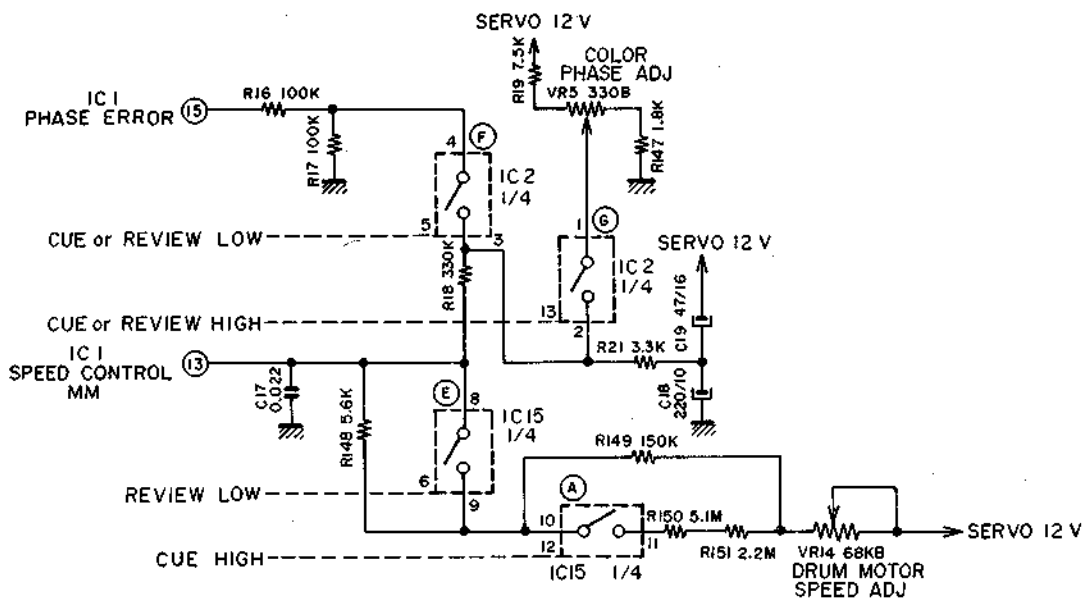 SERVO 12 V
COLOR
PHASE ADJ
R19 7.5K
VR5 330B
R147 1.8K
IC 1
PHASE ERROR
15
R16 100K
R17 100K
4
F
IC 2
1/4
5
3
CUE or REVIEW LOW
R18 330K
1
G
IC 2
1/4
13
2
CUE or REVIEW HIGH
SERVO 12 V
C19 47/16
R21 3.3K
C18
220/10
IC 1
SPEED CONTROL
MM
13
C17
0.022
R148 5.6K
E
8
IC15
1/4
6
9
REVIEW LOW
R149 150K
A
10
12
11
R150 5.1M
R151 2.2M
VR14 68KB
DRUM MOTOR
SPEED ADJ
SERVO 12 V
CUE HIGH
IC15 1/4